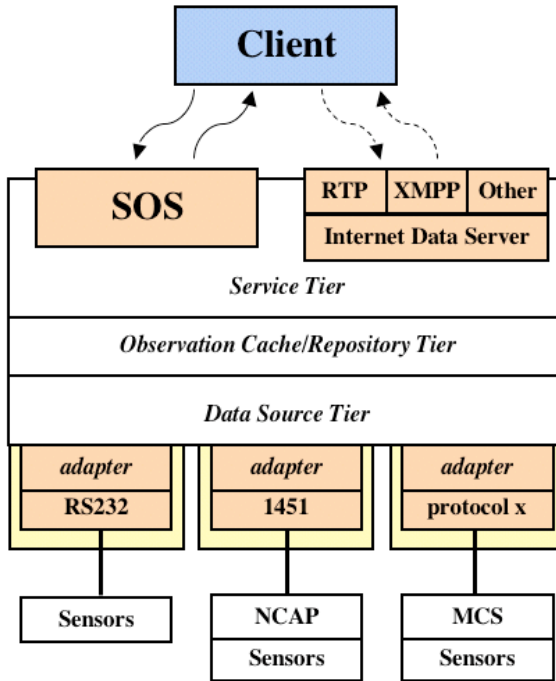 Client
SOS
RTP XMPP Other
Internet Data Server
Service Tier
Observation Cache/Repository Tier
Data Source Tier
adapter adapter adapter
RS232 1451 protocol x
Sensors NCAP MCS
Sensors Sensors